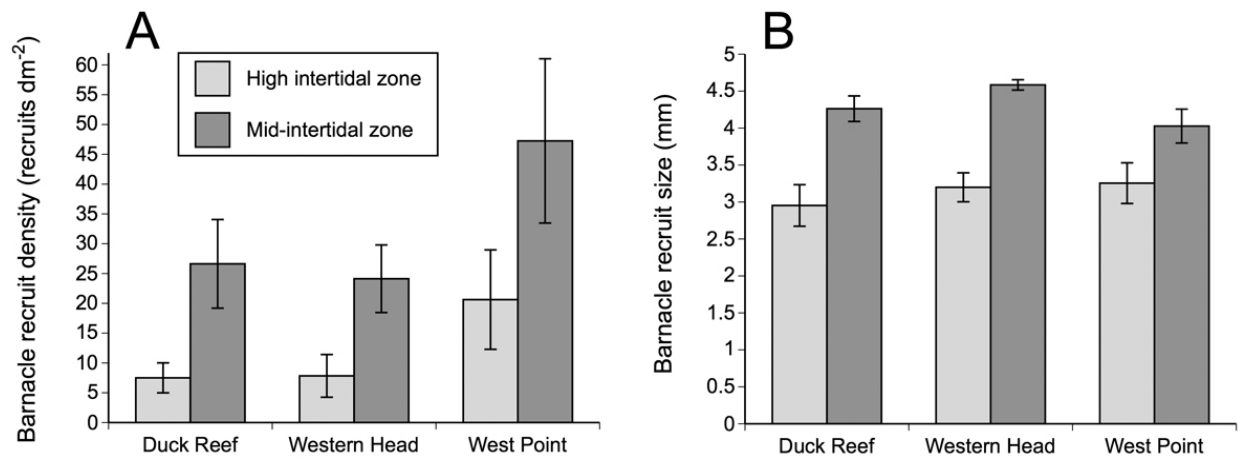 A
Barnacle recruit density (recruits dm⁻²)
60
55
50
45
40
35
30
25
20
15
10
5
0
High intertidal zone
Mid-intertidal zone
Duck Reef
Western Head
West Point
B
Barnacle recruit size (mm)
5
4.5
4
3.5
3
2.5
2
1.5
1
0.5
0
Duck Reef
Western Head
West Point